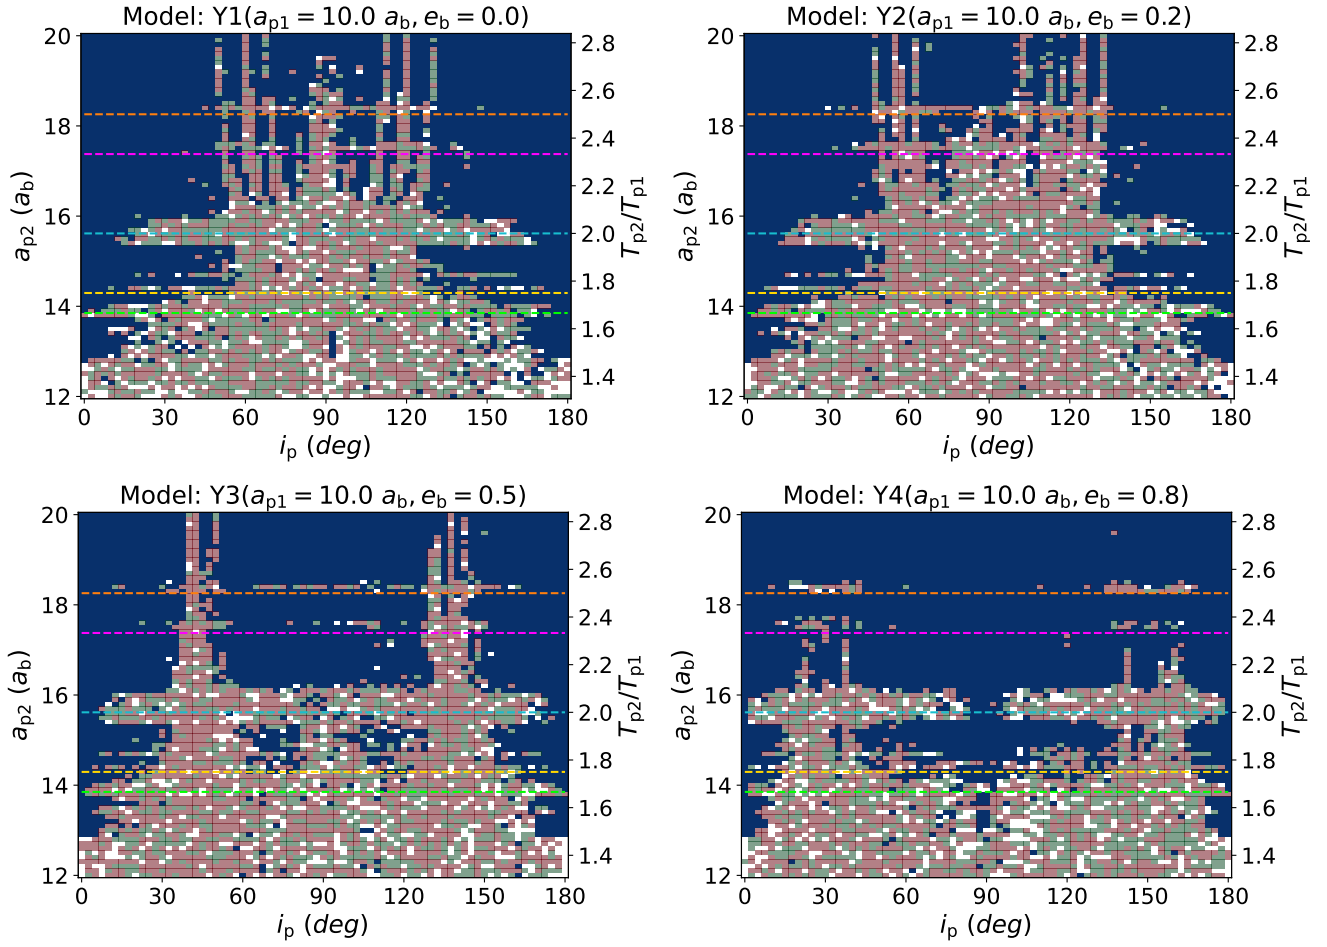 Model: Y1(a_p1 = 10.0 a_b, e_b = 0.0)
20
18
16
14
12
a_p2 (a_b)
2.8
2.6
2.4
2.2
2.0
1.8
1.6
1.4
T_p2/T_p1
0 30 60 90 120 150 180
i_p (deg)
Model: Y2(a_p1 = 10.0 a_b, e_b = 0.2)
20
18
16
14
12
a_p2 (a_b)
2.8
2.6
2.4
2.2
2.0
1.8
1.6
1.4
T_p2/T_p1
0 30 60 90 120 150 180
i_p (deg)
Model: Y3(a_p1 = 10.0 a_b, e_b = 0.5)
20
18
16
14
12
a_p2 (a_b)
2.8
2.6
2.4
2.2
2.0
1.8
1.6
1.4
T_p2/T_p1
0 30 60 90 120 150 180
i_p (deg)
Model: Y4(a_p1 = 10.0 a_b, e_b = 0.8)
20
18
16
14
12
a_p2 (a_b)
2.8
2.6
2.4
2.2
2.0
1.8
1.6
1.4
T_p2/T_p1
0 30 60 90 120 150 180
i_p (deg)